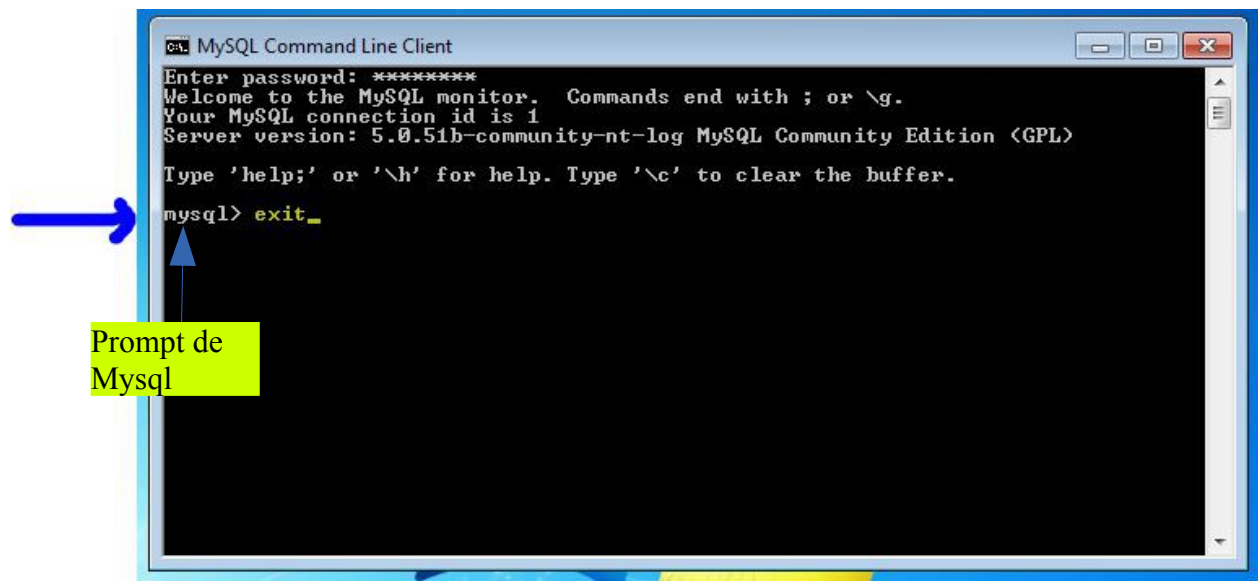 MySQL Command Line Client
Enter password: ********
Welcome to the MySQL monitor.  Commands end with ; or \g.
Your MySQL connection id is 1
Server version: 5.0.51b-community-nt-log MySQL Community Edition (GPL)
Type 'help;' or '\h' for help. Type '\c' to clear the buffer.
mysql> exit_
Prompt de
Mysql